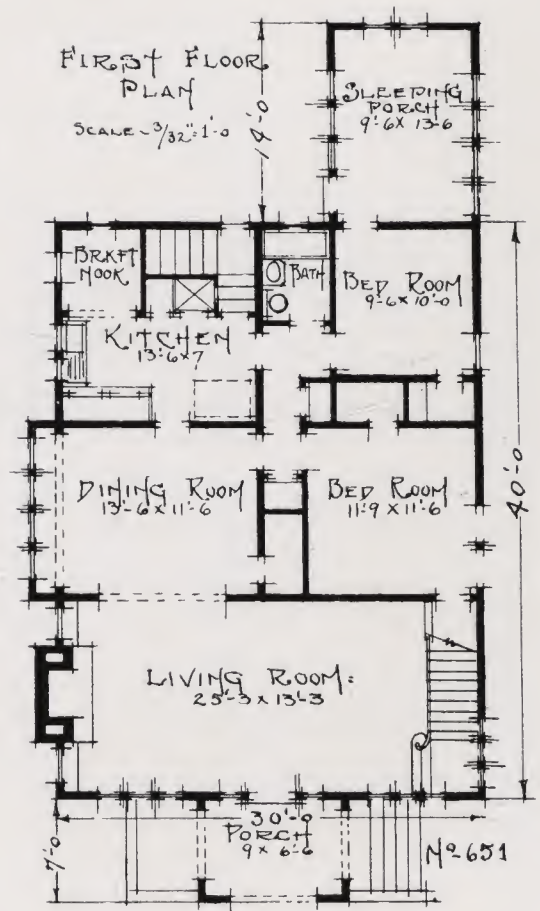 FIRST FLOOR
PLAN
SCALE ~ 3/32" = 1'-0
14'-0
SLEEPING
PORCH
9'-6 X 13'-6
BRKFT
NOOK
BATH
BED ROOM
9'-6 x 10'-0
KITCHEN
13'-6 x 7
DINING ROOM
13'-6 x 11'-6
BED ROOM
11'-9 x 11'-6
40'-0
LIVING ROOM:
25'-3 x 13'-3
30'-0
PORCH
9 x 6'-6
7'-0
No-651